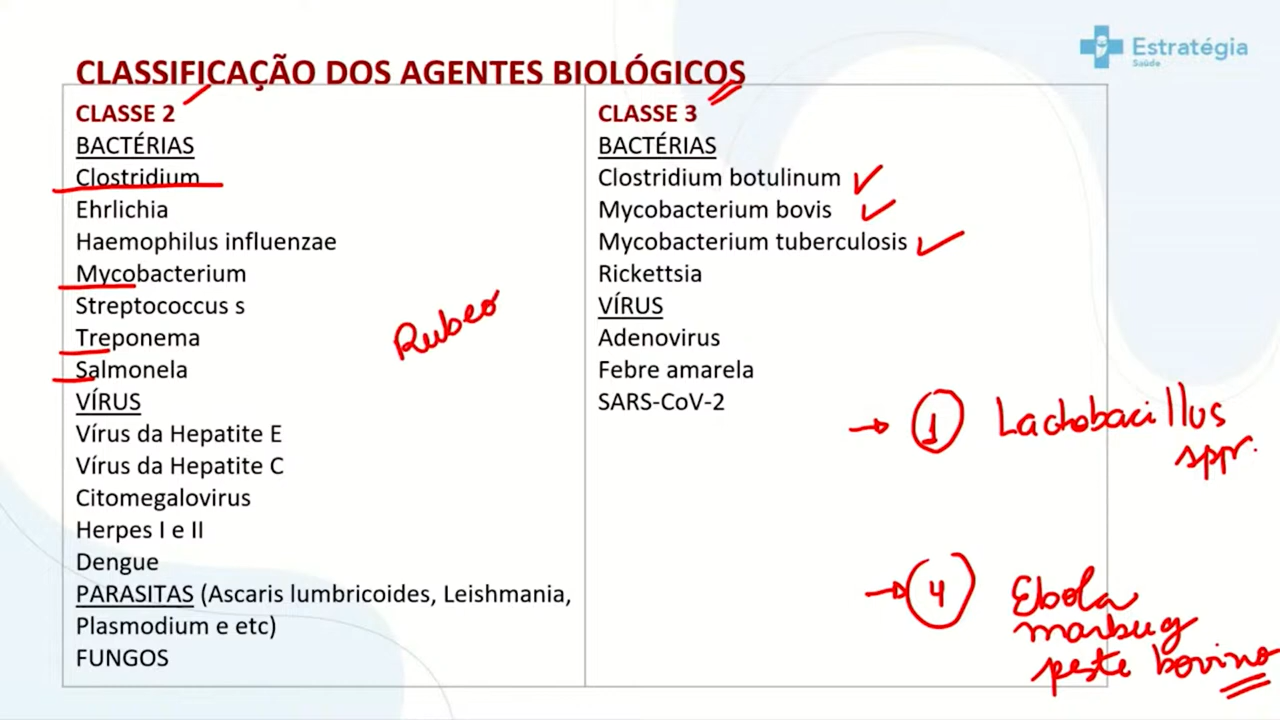 Estratégia
Saúde
CLASSIFICAÇÃO DOS AGENTES BIOLÓGICOS
CLASSE 2
BACTÉRIAS
Clostridium
Ehrlichia
Haemophilus influenzae
Mycobacterium
Streptococcus s
Treponema
Salmonela
VÍRUS
Vírus da Hepatite E
Vírus da Hepatite C
Citomegalovirus
Herpes I e II
Dengue
PARASITAS (Ascaris lumbricoides, Leishmania,
Plasmodium e etc)
FUNGOS
Rubeo
CLASSE 3
BACTÉRIAS
Clostridium botulinum
Mycobacterium bovis
Mycobacterium tuberculosis
Rickettsia
VÍRUS
Adenovirus
Febre amarela
SARS-CoV-2
1 Lactobacillus
spp.
4 Ebola
marbug
peste bovina